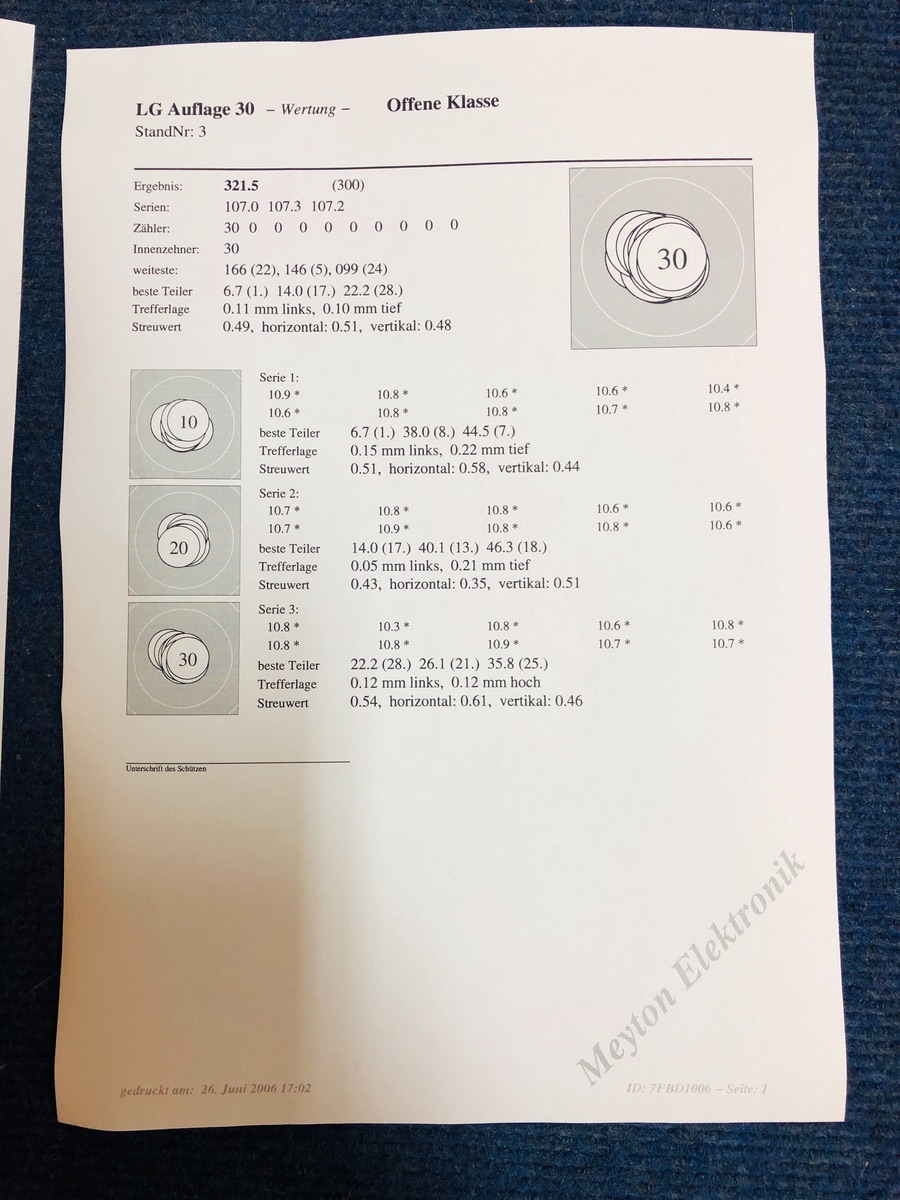 LG Auflage 30 – Wertung – Offene Klasse
StandNr: 3
Ergebnis: 321.5 (300)
Serien: 107.0 107.3 107.2
Zähler: 30 0 0 0 0 0 0 0 0 0
Innenzehner: 30
weiteste: 166 (22), 146 (5), 099 (24)
beste Teiler 6.7 (1.) 14.0 (17.) 22.2 (28.)
Trefferlage 0.11 mm links, 0.10 mm tief
Streuwert 0.49, horizontal: 0.51, vertikal: 0.48
30
Serie 1:
10.9 * 10.8 * 10.6 * 10.6 * 10.4 *
10.6 * 10.8 * 10.8 * 10.7 * 10.8 *
beste Teiler 6.7 (1.) 38.0 (8.) 44.5 (7.)
Trefferlage 0.15 mm links, 0.22 mm tief
Streuwert 0.51, horizontal: 0.58, vertikal: 0.44
10
Serie 2:
10.7 * 10.8 * 10.8 * 10.6 * 10.6 *
10.7 * 10.9 * 10.8 * 10.8 * 10.6 *
beste Teiler 14.0 (17.) 40.1 (13.) 46.3 (18.)
Trefferlage 0.05 mm links, 0.21 mm tief
Streuwert 0.43, horizontal: 0.35, vertikal: 0.51
20
Serie 3:
10.8 * 10.3 * 10.8 * 10.6 * 10.8 *
10.8 * 10.8 * 10.9 * 10.7 * 10.7 *
beste Teiler 22.2 (28.) 26.1 (21.) 35.8 (25.)
Trefferlage 0.12 mm links, 0.12 mm hoch
Streuwert 0.54, horizontal: 0.61, vertikal: 0.46
30
Unterschrift des Schützen
Meyton Elektronik
gedruckt am: 26. Juni 2006 17:02 ID: 7FBD1006 – Seite: 1